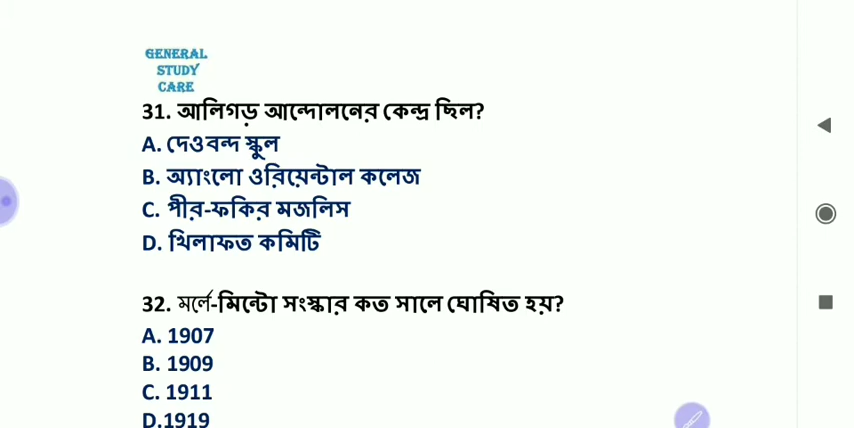 GENERAL
STUDY
CARE
31. আলিগড় আন্দোলনের কেন্দ্র ছিল?
A. দেওবন্দ স্কুল
B. অ্যাংলো ওরিয়েন্টাল কলেজ
C. পীর-ফকির মজলিস
D. খিলাফত কমিটি
32. মর্লে-মিন্টো সংস্কার কত সালে ঘোষিত হয়?
A. 1907
B. 1909
C. 1911
D.1919